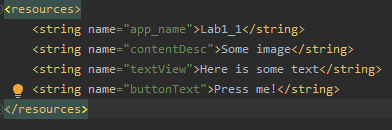 <resources>
    <string name="app_name">Lab1_1</string>
    <string name="contentDesc">Some image</string>
    <string name="textView">Here is some text</string>
    <string name="buttonText">Press me!</string>
</resources>